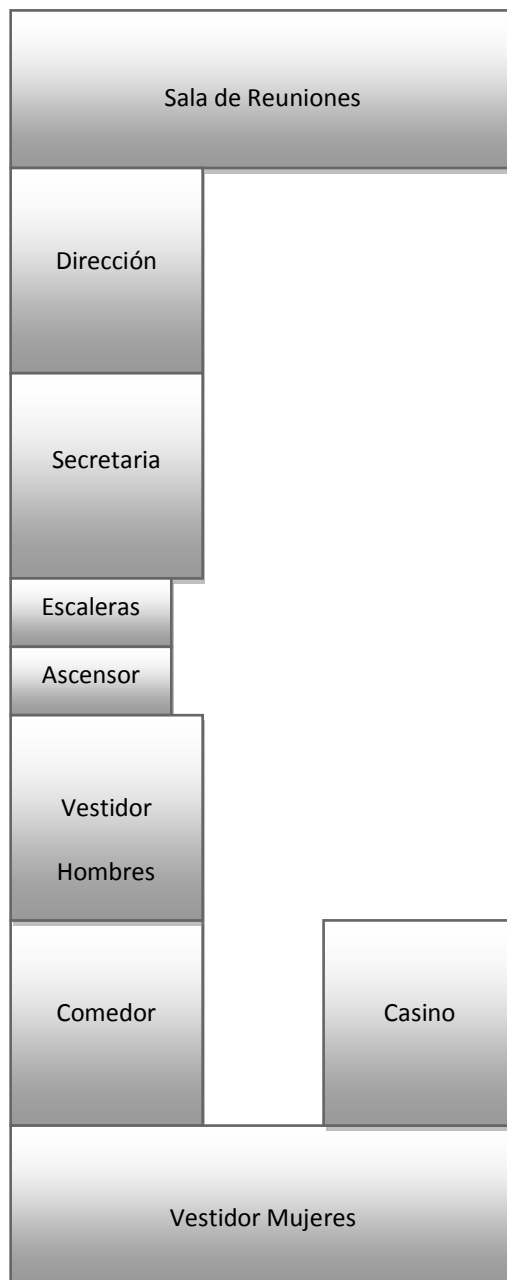 Sala de Reuniones
Dirección
Secretaria
Escaleras
Ascensor
Vestidor
Hombres
Comedor
Casino
Vestidor Mujeres